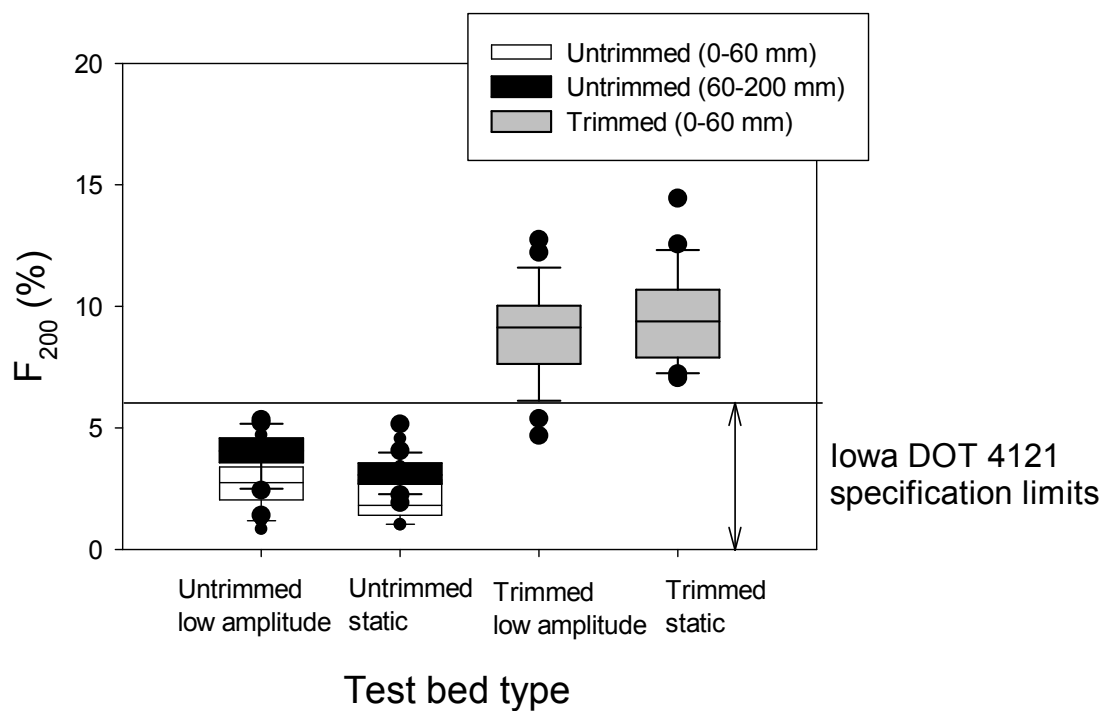 Untrimmed (0-60 mm)
Untrimmed (60-200 mm)
Trimmed (0-60 mm)
20
15
10
5
0
F200 (%)
Iowa DOT 4121
specification limits
Untrimmed
low amplitude
Untrimmed
static
Trimmed
low amplitude
Trimmed
static
Test bed type